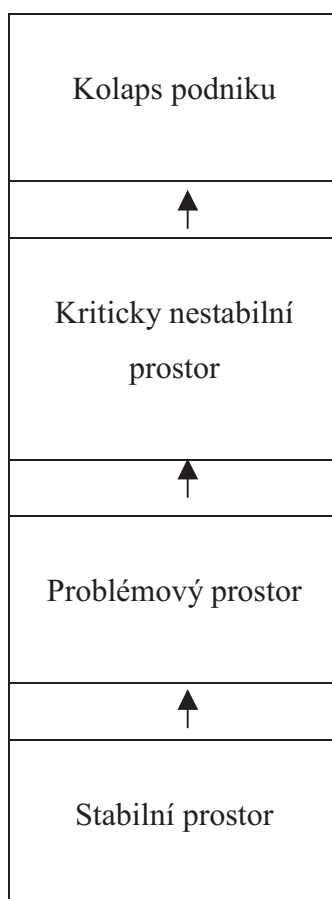 Kolaps podniku
Kriticky nestabilní
prostor
Problémový prostor
Stabilní prostor